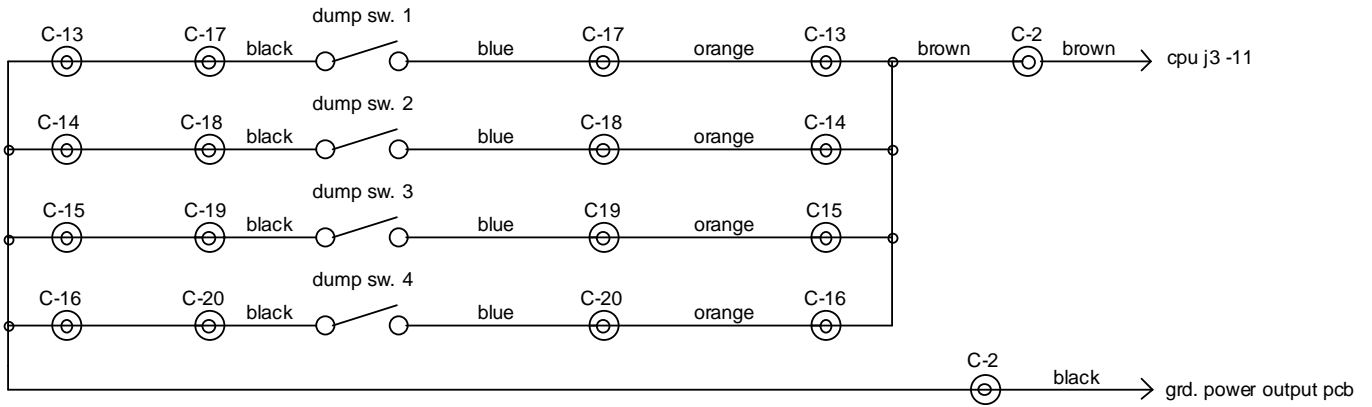 dump sw. 1
C-13 C-17 black blue C-17 orange C-13 brown C-2 brown cpu j3 -11
dump sw. 2
C-14 C-18 black blue C-18 orange C-14
dump sw. 3
C-15 C-19 black blue C19 orange C15
dump sw. 4
C-16 C-20 black blue C-20 orange C-16
C-2 black grd. power output pcb